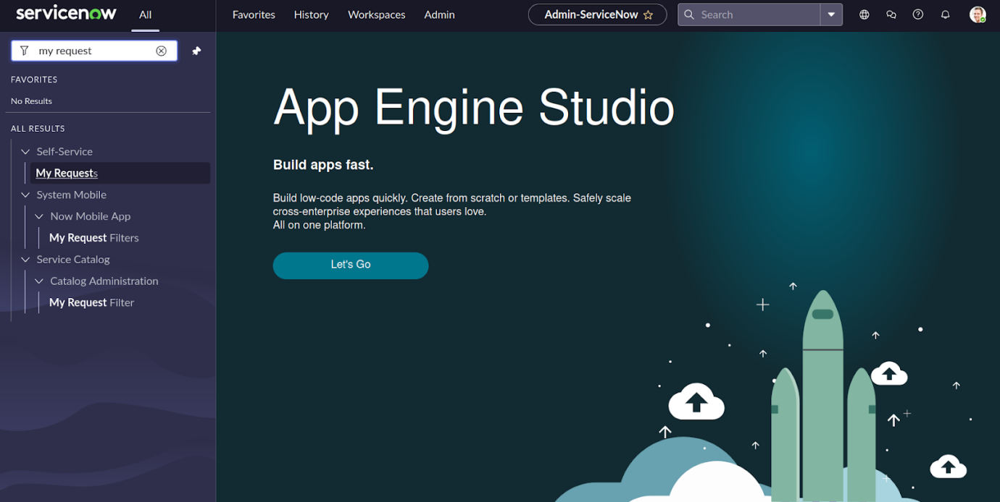 servicenow
All
Favorites
History
Workspaces
Admin
Admin-ServiceNow
Search
my request
FAVORITES
No Results
ALL RESULTS
Self-Service
My Requests
System Mobile
Now Mobile App
My Request Filters
Service Catalog
Catalog Administration
My Request Filter
App Engine Studio
Build apps fast.
Build low-code apps quickly. Create from scratch or templates. Safely scale
cross-enterprise experiences that users love.
All on one platform.
Let's Go